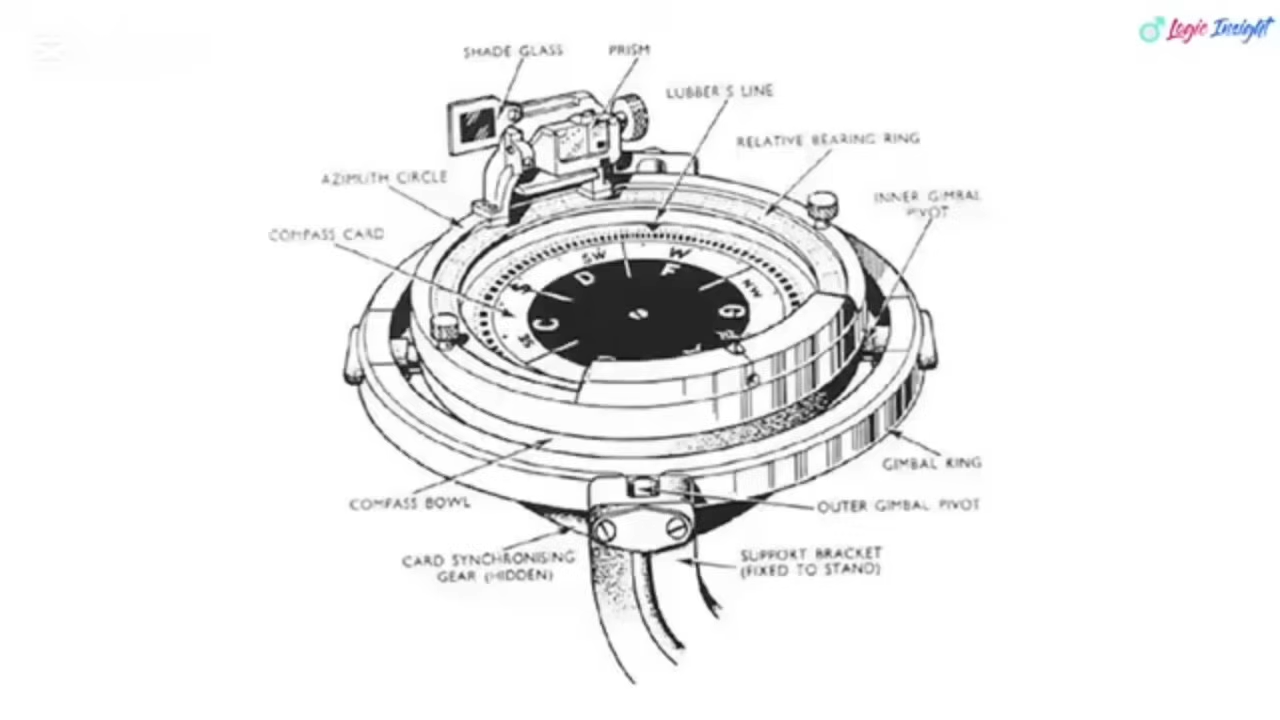 Logic Insight
SHADE GLASS
PRISM
LUBBER'S LINE
RELATIVE BEARING RING
AZIMUTH CIRCLE
INNER GIMBAL
PIVOT
COMPASS CARD
SW
W
D
F
S
NW
C
G
SE
GIMBAL RING
COMPASS BOWL
OUTER GIMBAL PIVOT
CARD SYNCHRONISING
GEAR (HIDDEN)
SUPPORT BRACKET
(FIXED TO STAND)